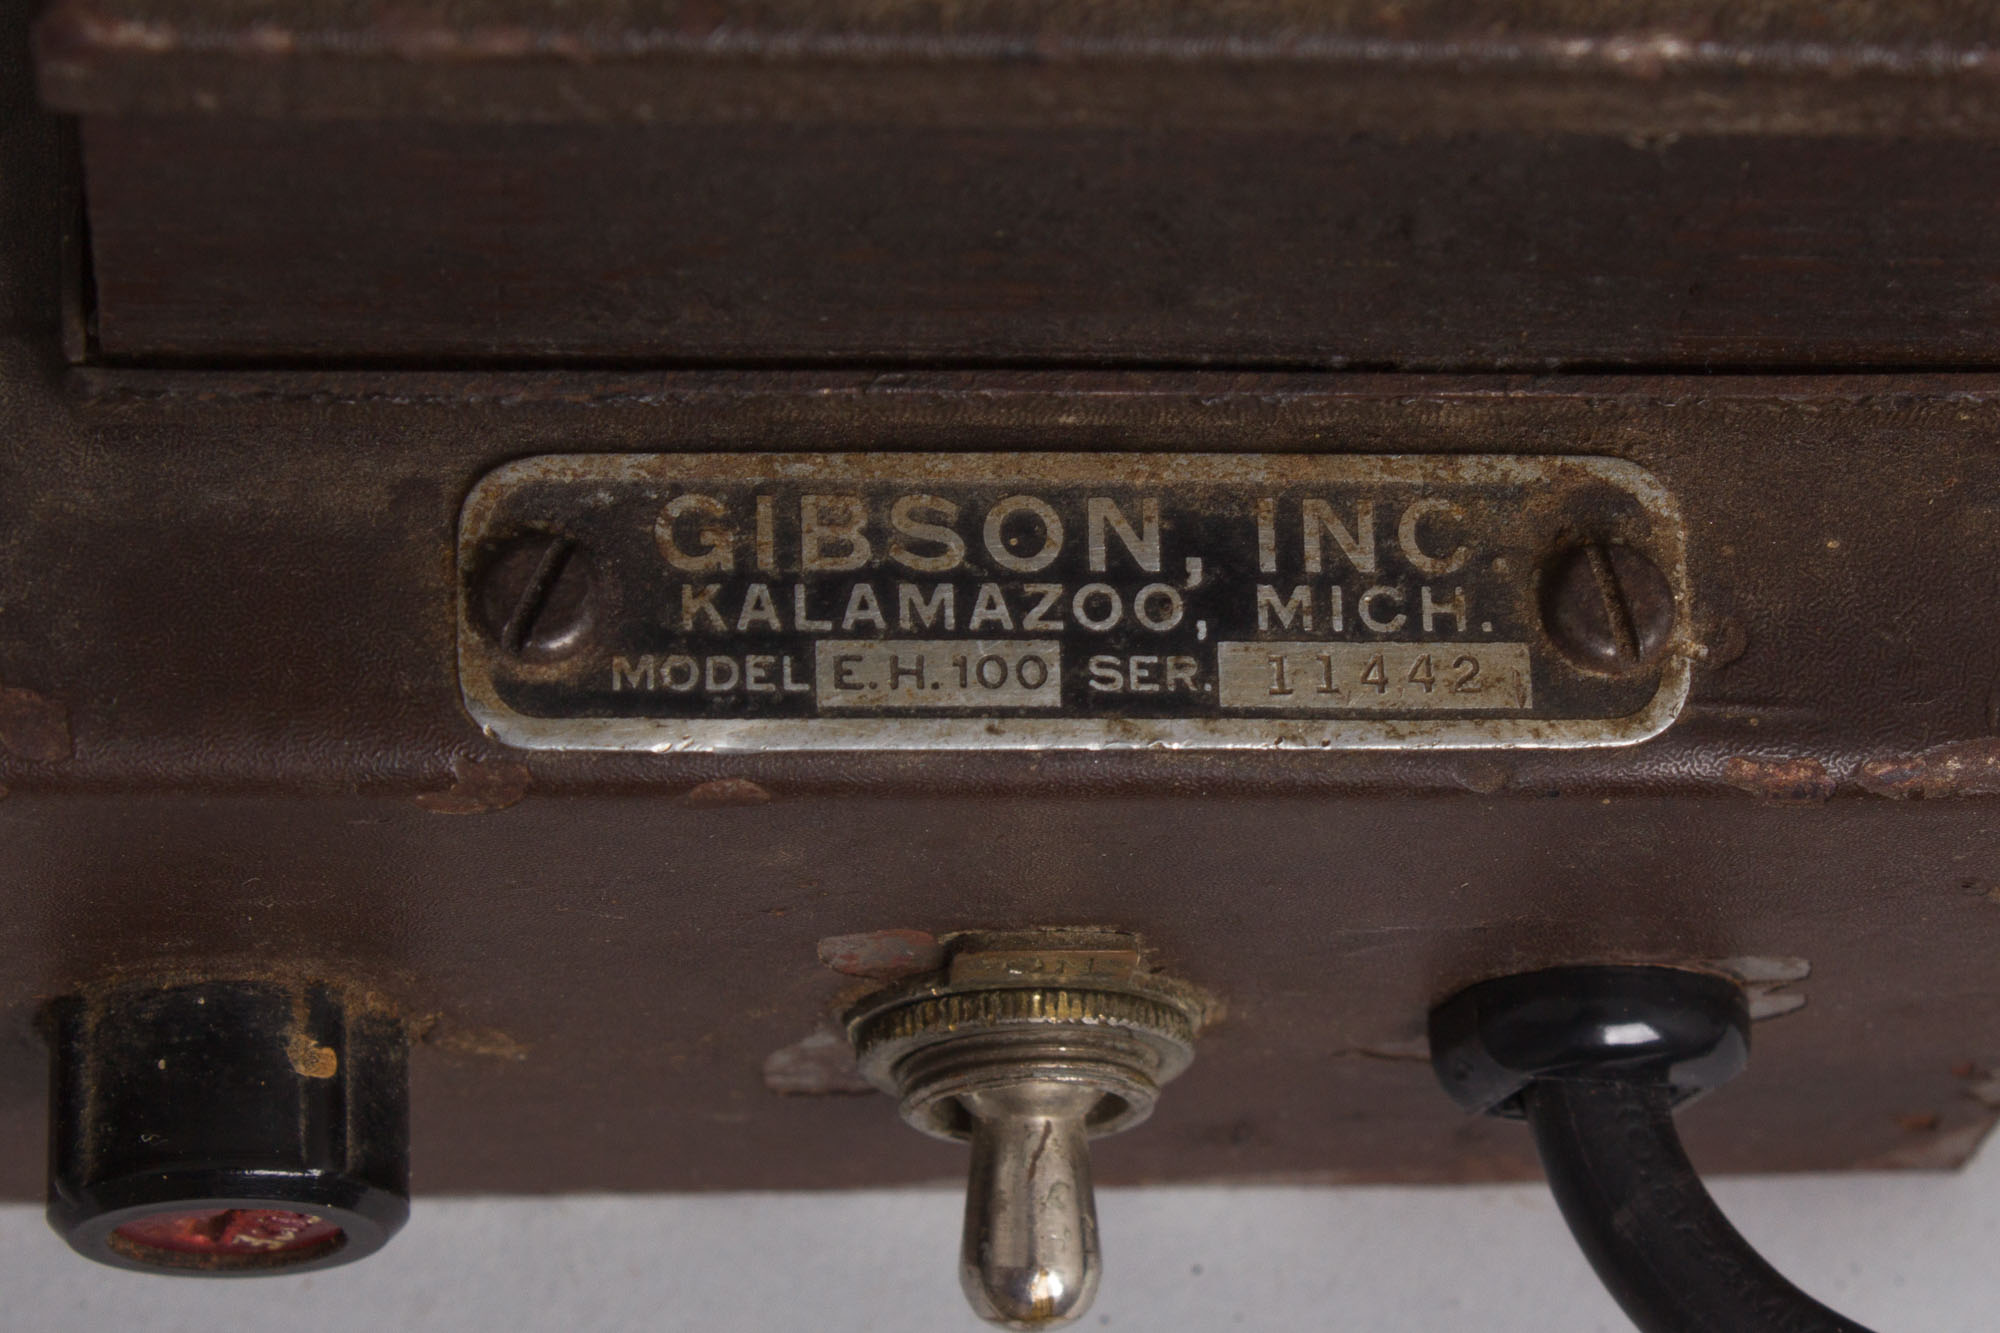 GIBSON, INC.
KALAMAZOO, MICH.
MODEL E.H.100 SER. 11442